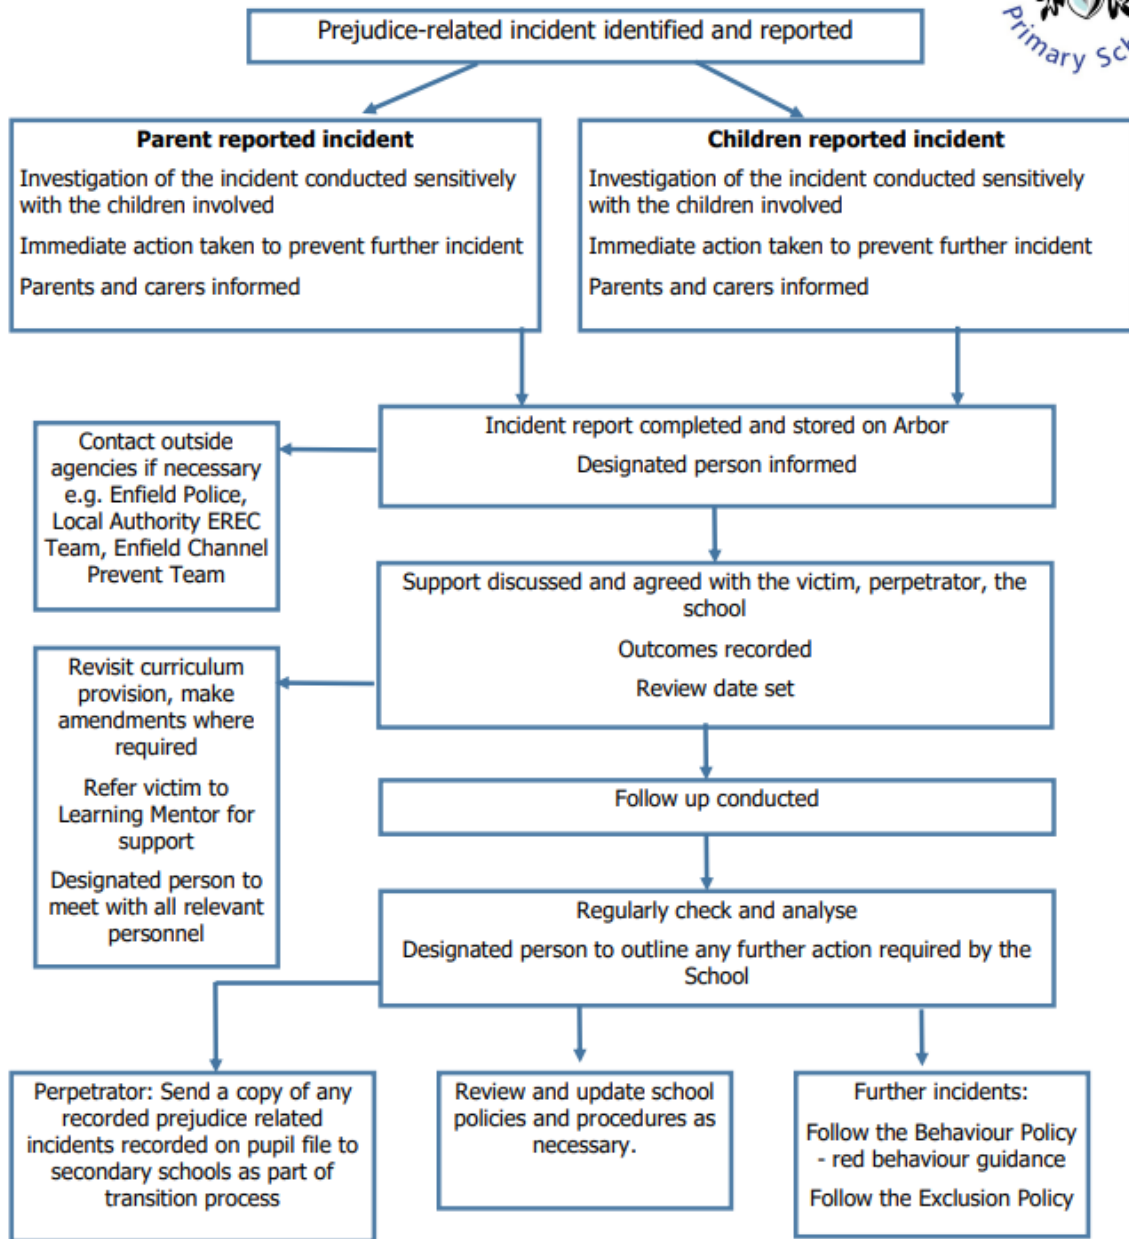 Prejudice-related incident identified and reported
Primary Sch
Parent reported incident
Investigation of the incident conducted sensitively
with the children involved
Immediate action taken to prevent further incident
Parents and carers informed
Children reported incident
Investigation of the incident conducted sensitively
with the children involved
Immediate action taken to prevent further incident
Parents and carers informed
Incident report completed and stored on Arbor
Designated person informed
Contact outside
agencies if necessary
e.g. Enfield Police,
Local Authority EREC
Team, Enfield Channel
Prevent Team
Support discussed and agreed with the victim, perpetrator, the
school
Outcomes recorded
Review date set
Revisit curriculum
provision, make
amendments where
required
Refer victim to
Learning Mentor for
support
Designated person to
meet with all relevant
personnel
Follow up conducted
Regularly check and analyse
Designated person to outline any further action required by the
School
Perpetrator: Send a copy of any
recorded prejudice related
incidents recorded on pupil file to
secondary schools as part of
transition process
Review and update school
policies and procedures as
necessary.
Further incidents:
Follow the Behaviour Policy
- red behaviour guidance
Follow the Exclusion Policy